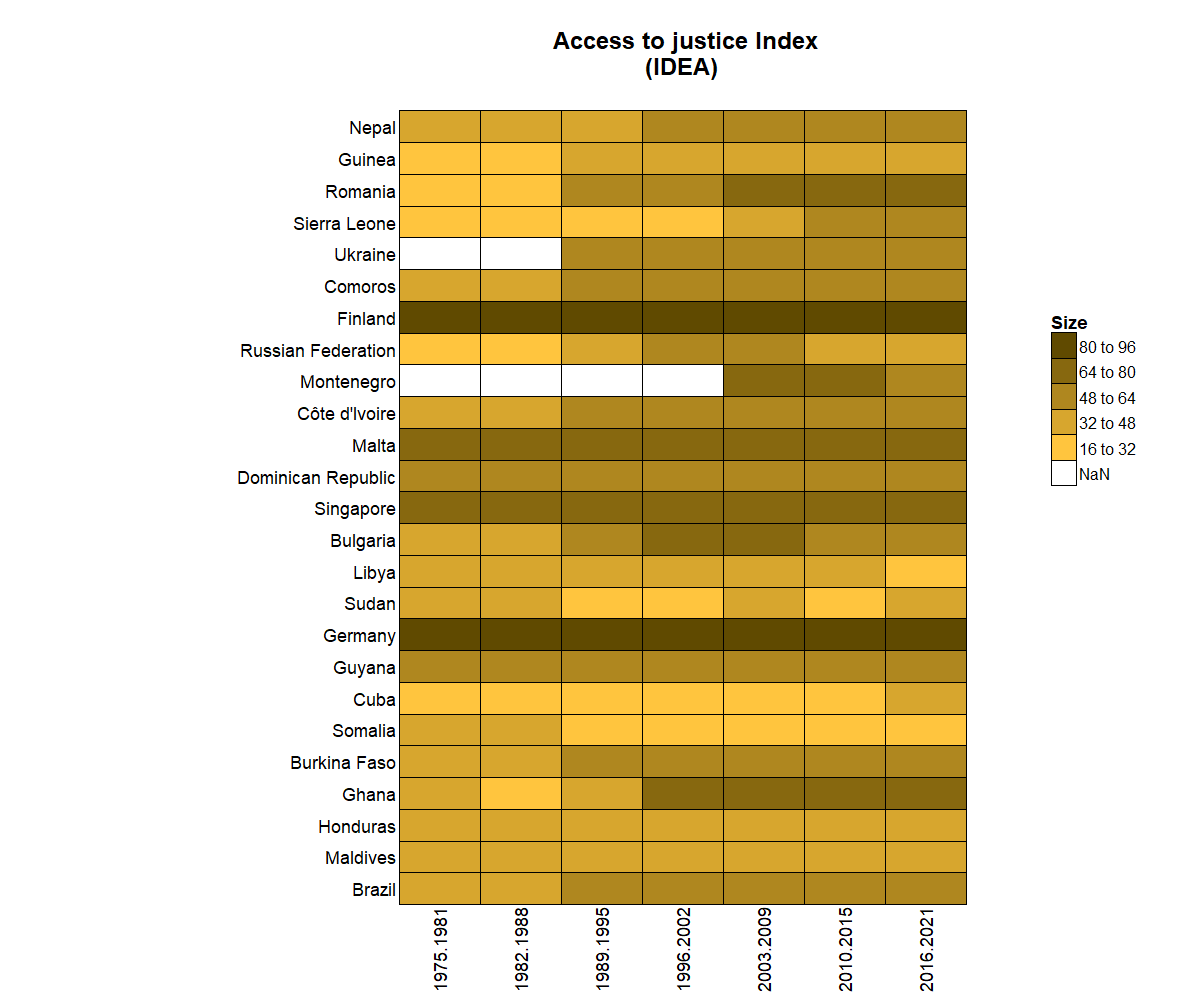 Access to justice Index
(IDEA)
Nepal
Guinea
Romania
Sierra Leone
Ukraine
Comoros
Finland
Russian Federation
Montenegro
Côte d'Ivoire
Malta
Dominican Republic
Singapore
Bulgaria
Libya
Sudan
Germany
Guyana
Cuba
Somalia
Burkina Faso
Ghana
Honduras
Maldives
Brazil
1975.1981
1982.1988
1989.1995
1996.2002
2003.2009
2010.2015
2016.2021
Size
80 to 96
64 to 80
48 to 64
32 to 48
16 to 32
NaN